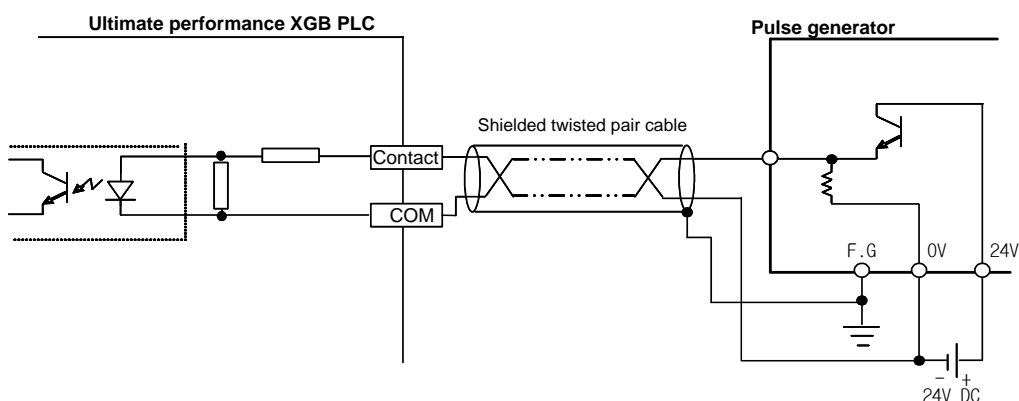 Ultimate performance XGB PLC
Pulse generator
Shielded twisted pair cable
Contact
COM
F.G
0V
24V
- +
24V DC